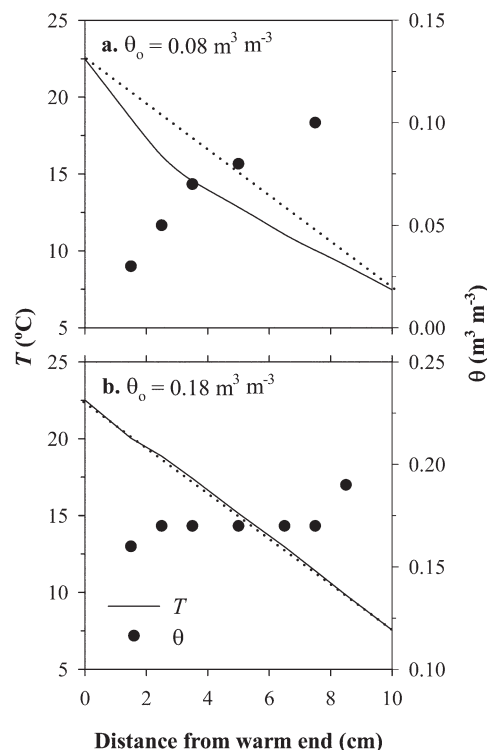 a. θo = 0.08 m³ m⁻³
25
20
15
10
5
0.15
0.10
0.05
0.00
b. θo = 0.18 m³ m⁻³
25
20
15
10
5
0.25
0.20
0.15
0.10
T (ºC)
θ (m³ m⁻³)
T
θ
0 2 4 6 8 10
Distance from warm end (cm)